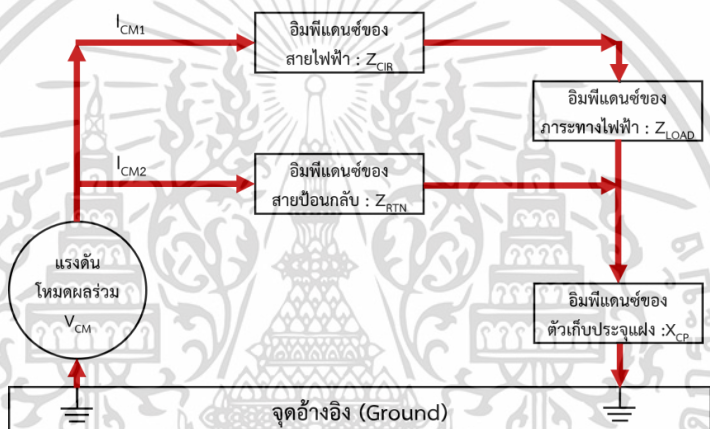 I_CM1
อิมพีแดนซ์ของ
สายไฟฟ้า : Z_CIR
อิมพีแดนซ์ของ
ภาระทางไฟฟ้า : Z_LOAD
I_CM2
อิมพีแดนซ์ของ
สายป้อนกลับ : Z_RTN
แรงดัน
โหมดผลร่วม
V_CM
อิมพีแดนซ์ของ
ตัวเก็บประจุแฝง :X_CP
จุดอ้างอิง (Ground)